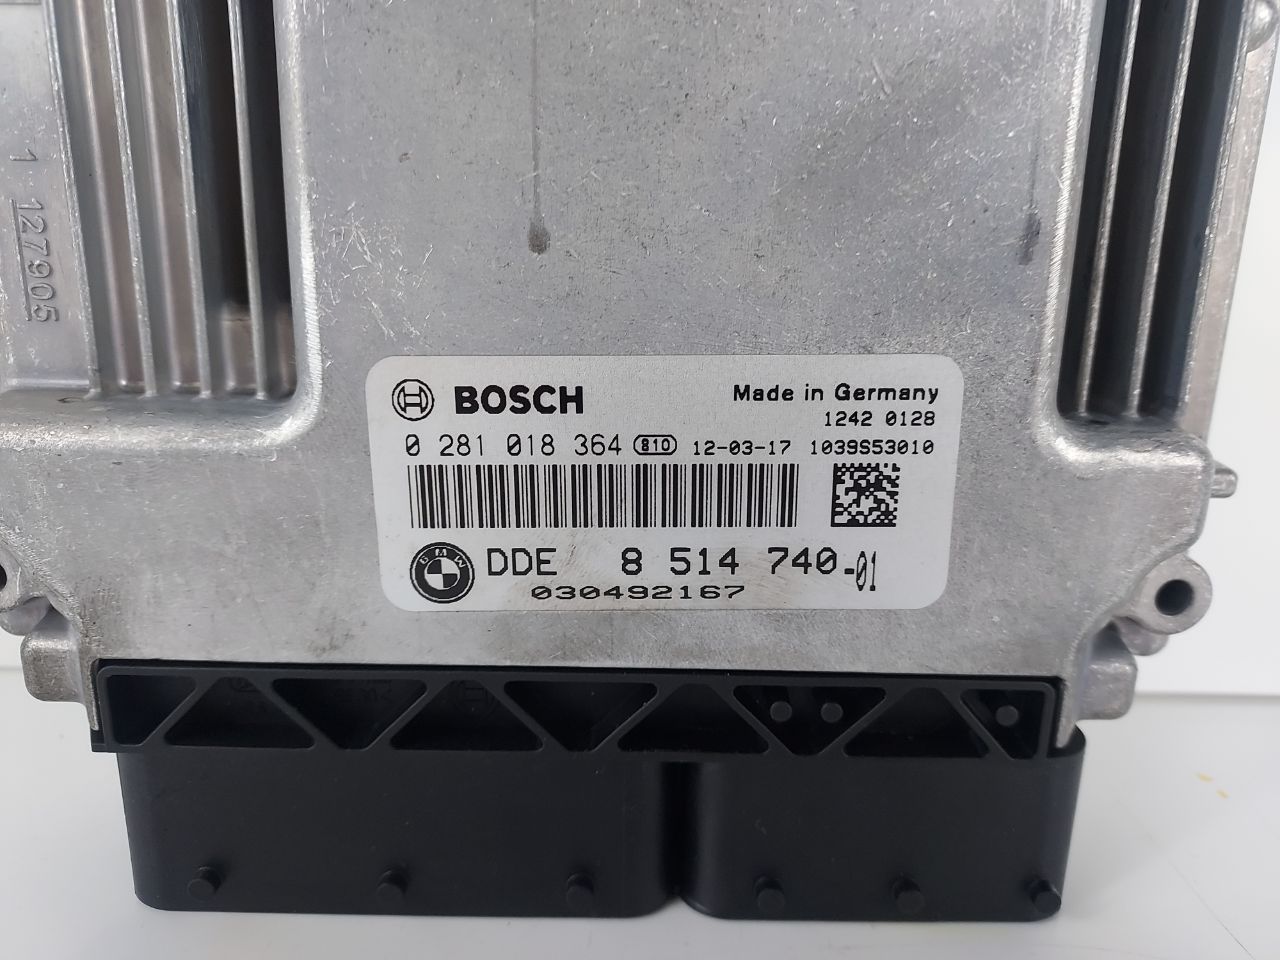 1 127905
BOSCH
Made in Germany
1242 0128
0 281 018 364 810 12-03-17 1039S53010
BMW
DDE 8 514 740-01
030492167